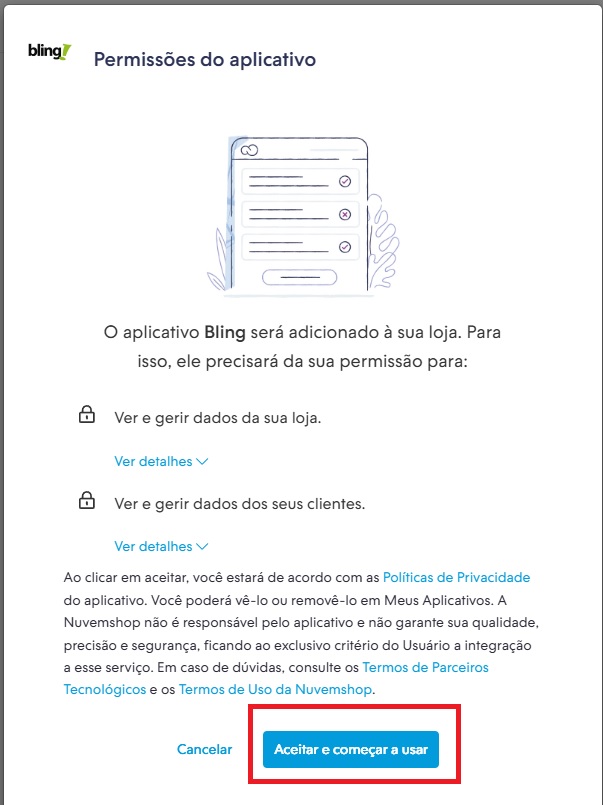 bling!
Permissões do aplicativo
O aplicativo Bling será adicionado à sua loja. Para
isso, ele precisará da sua permissão para:
Ver e gerir dados da sua loja.
Ver detalhes
Ver e gerir dados dos seus clientes.
Ver detalhes
Ao clicar em aceitar, você estará de acordo com as Políticas de Privacidade
do aplicativo. Você poderá vê-lo ou removê-lo em Meus Aplicativos. A
Nuvemshop não é responsável pelo aplicativo e não garante sua qualidade,
precisão e segurança, ficando ao exclusivo critério do Usuário a integração
a esse serviço. Em caso de dúvidas, consulte os Termos de Parceiros
Tecnológicos e os Termos de Uso da Nuvemshop.
Cancelar
Aceitar e começar a usar